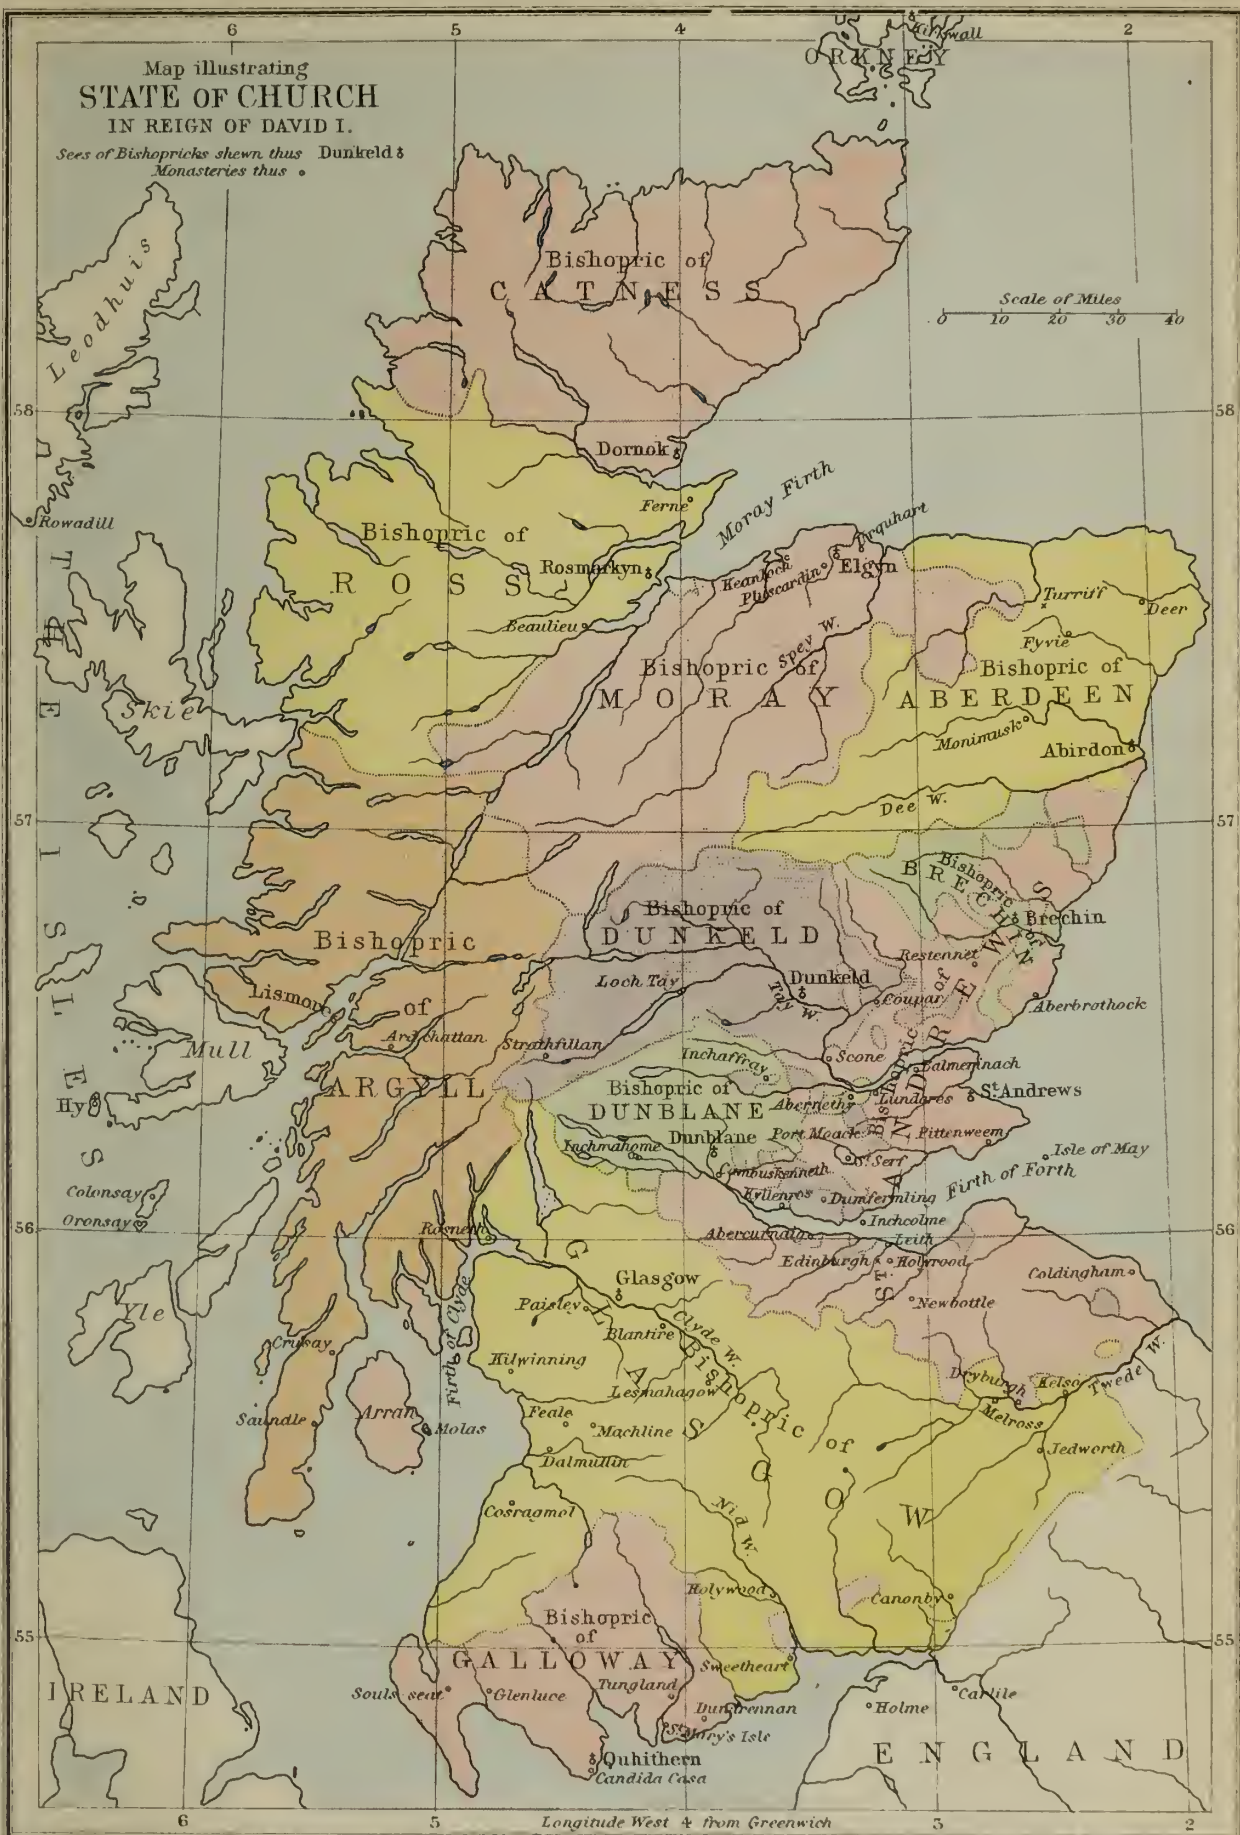 6 5 4 2
Kirkwall
ORKNEY
Map illustrating
STATE OF CHURCH
IN REIGN OF DAVID I.
Sees of Bishopricks shewn thus Dunkeld
Monasteries thus
Leodhuis
Bishopric of
CATNESS
Scale of Miles
0 10 20 30 40
58
58
Dornok
Rowadill
Ferne
Moray Firth
Bishopric of
ROSS
Rosmarkyn
Urquhart
Elgyn
Keanloch
Pluscardin
Beaulieu
Turriff
Deer
Fyvie
Spey W.
Bishopric of
MORAY
Bishopric of
ABERDEEN
Monimusk
Abirdon
Skie
THE ISLES
Dee W.
57
57
Bishopric of
BRECHIN
Brechin
Bishopric of
DUNKELD
Bishopric of
ARGYLL
Restennet
Loch Tay
Dunkeld
Tay W.
Coupar
Aberbrothock
Lismore
Ardchattan
Strathfillan
Mull
Hy
Inchaffray
Scone
Balmerinach
Bishopric of
ST. ANDREWS
Bishopric of
DUNBLANE
Abernethy
Lundores
St. Andrews
Dunblane
Port Moack
Pittenweem
Inchmahome
St. Serf
Isle of May
Cambuskenneth
Firth of Forth
Colonsay
Oronsay
Kyllenros
Dumfermling
Inchcolme
56
56
Rosneth
Abercurnaig
Leith
Edinburgh
Holyrood
Coldingham
Yle
Glasgow
Newbottle
Paisley
Blantire
Clyde W.
Firth of Clyde
Crusay
Kilwinning
Lesmahagow
Bishopric of
GLASGOW
Dryburgh
Kelso
Twede W.
Arran
Saundle
Molas
Feale
Machline
Melross
Jedworth
Dalmullin
Cosragmol
Nid W.
Holywood
Canonby
Bishopric
of
GALLOWAY
55
55
Sweetheart
IRELAND
Souls seat
Glenluce
Tungland
Dundrennan
St. Mary's Isle
Holme
Carlile
ENGLAND
Quhithern
Candida Casa
6 5 4 3 2
Longitude West from Greenwich